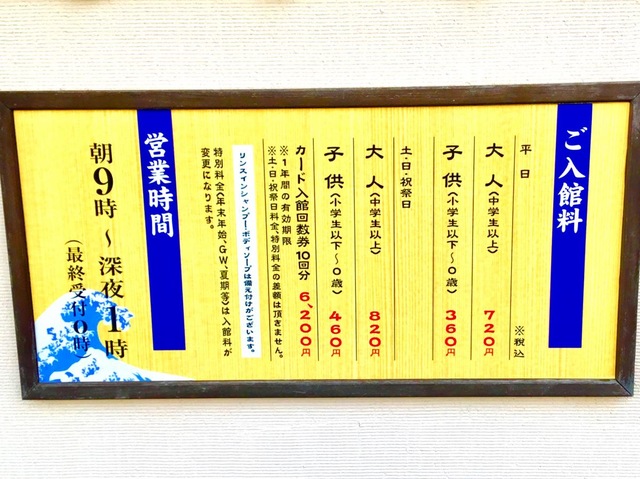 ご入館料
※税込
平日
大人(中学生以上) 720円
子供(小学生以下~0歳) 360円
土・日・祝祭日
大人(中学生以上) 820円
子供(小学生以下~0歳) 460円
カード入館回数券10回分 6,200円
※1年間の有効期限
※土・日・祝祭日料金、特別料金の差額は頂きません。
リンスインシャンプー・ボディソープは備え付けがございます。
特別料金(年末年始、GW、夏期等)は入館料が
変更になります。
営業時間
朝9時~深夜1時
(最終受付0時)